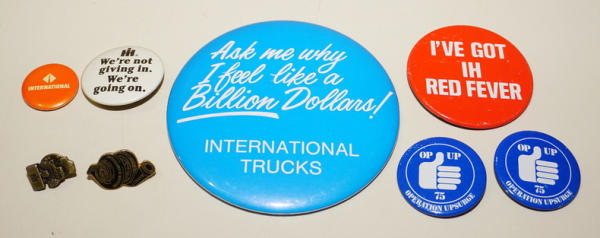 INTERNATIONAL
IH
We're not
giving in.
We're
going on.
Ask me why
I feel like a
Billion Dollars!
INTERNATIONAL
TRUCKS
I'VE GOT
IH
RED FEVER
OP UP
75
OPERATION UPSURGE
OP UP
75
OPERATION UPSURGE